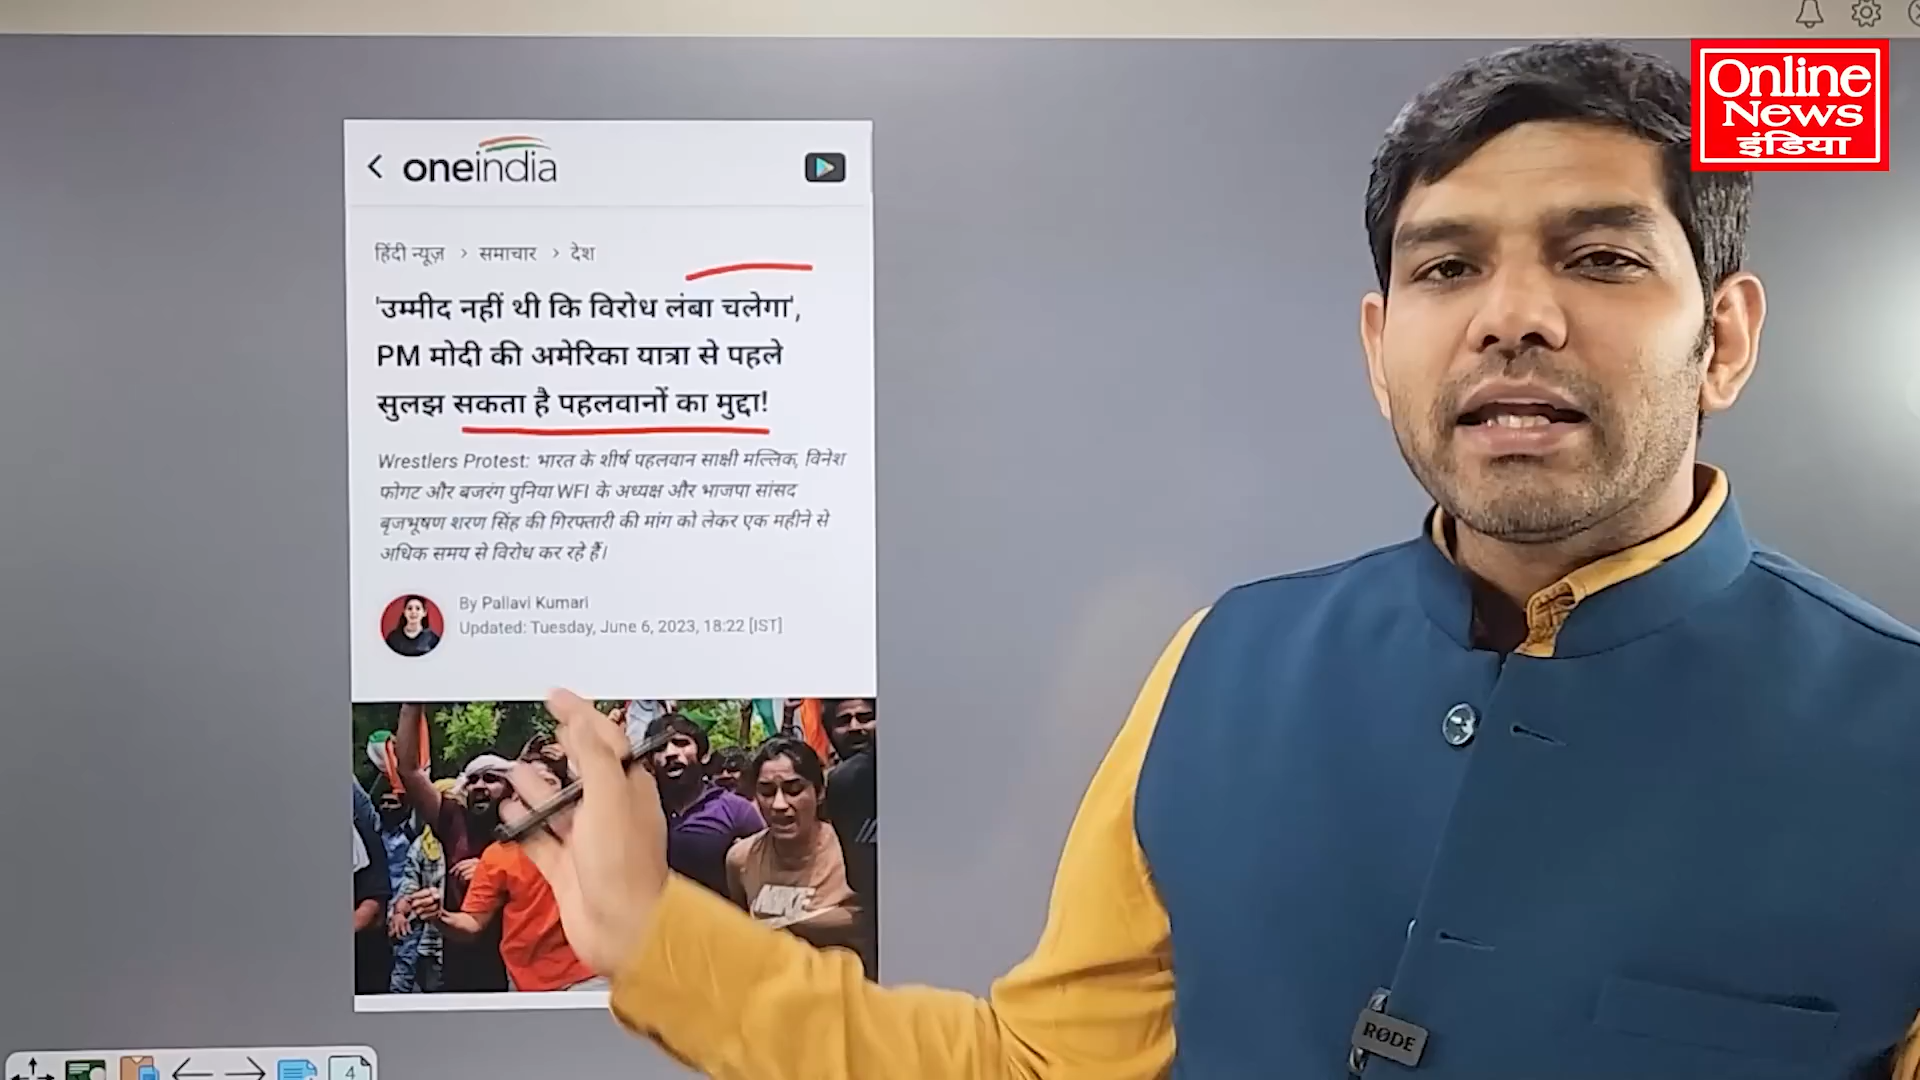 Online
News
इंडिया
oneindia
हिंदी न्यूज़ > समाचार > देश
'उम्मीद नहीं थी कि विरोध लंबा चलेगा',
PM मोदी की अमेरिका यात्रा से पहले
सुलझ सकता है पहलवानों का मुद्दा!
Wrestlers Protest: भारत के शीर्ष पहलवान साक्षी मल्लिक, विनेश
फोगट और बजरंग पुनिया WFI के अध्यक्ष और भाजपा सांसद
बृजभूषण शरण सिंह की गिरफ्तारी की मांग को लेकर एक महीने से
अधिक समय से विरोध कर रहे हैं।
By Pallavi Kumari
Updated: Tuesday, June 6, 2023, 18:22 [IST]
RØDE
4